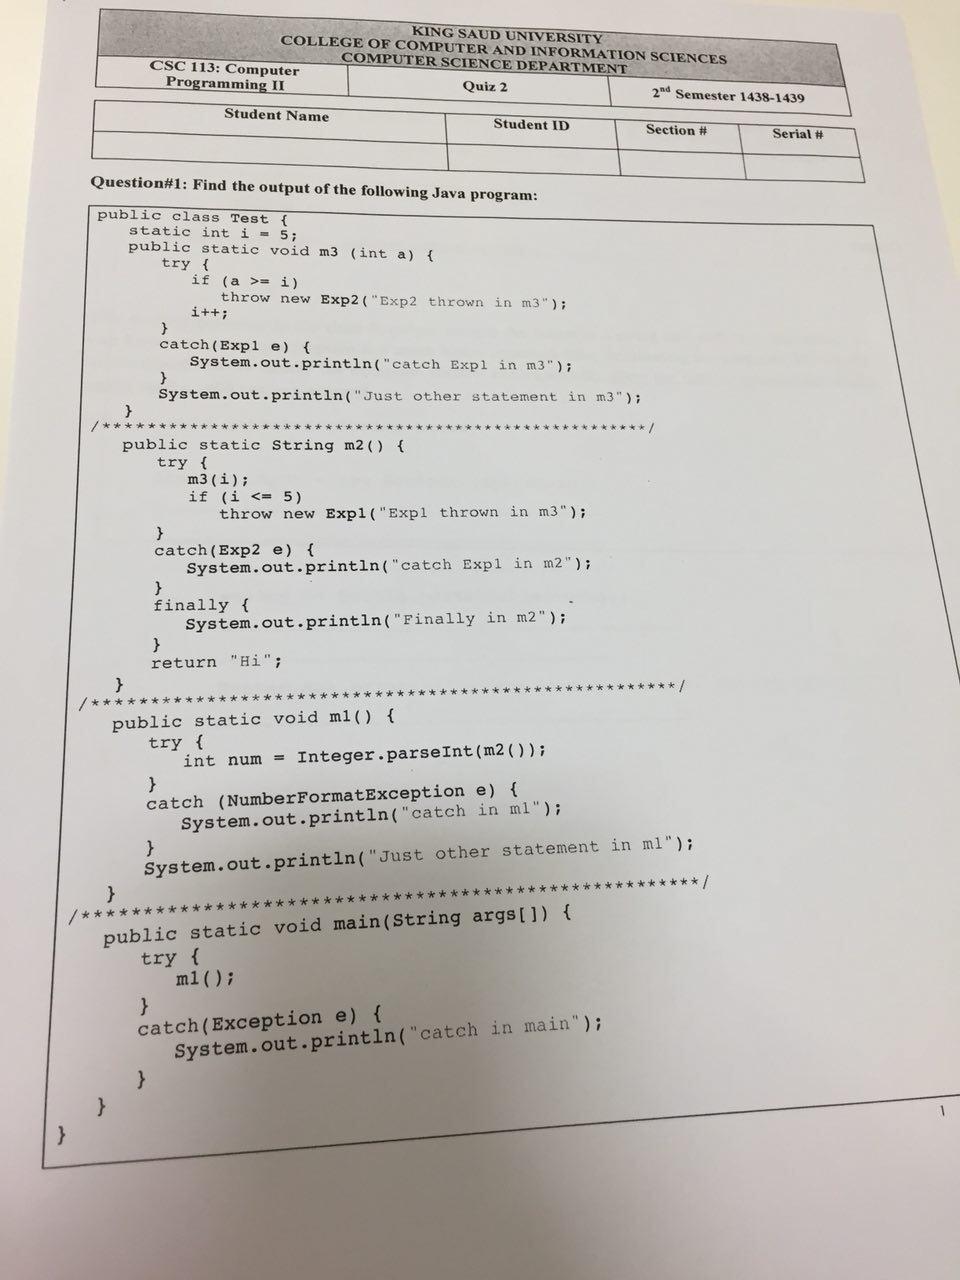 KING SAUD UNIVERSITY
COLLEGE OF COMPUTER AND INFORMATION SCIENCES
COMPUTER SCIENCE DEPARTMENT
CSC 113: Computer Programming II
Quiz 2
2nd Semester 1438-1439
Student Name
Student ID
Section #
Serial #
Question#1: Find the output of the following Java program:
public class Test {
static int i = 5;
public static void m3 (int a) {
try {
if (a >= i)
throw new Exp2("Exp2 thrown in m3");
i++;
}
catch(Exp1 e) {
System.out.println("catch Exp1 in m3");
}
System.out.println("Just other statement in m3");
}
/****************************************************/
public static String m2() {
try {
m3(i);
if (i <= 5)
throw new Exp1("Exp1 thrown in m3");
}
catch(Exp2 e) {
System.out.println("catch Exp1 in m2");
}
finally {
System.out.println("Finally in m2");
}
return "Hi";
}
/****************************************************/
public static void m1() {
try {
int num = Integer.parseInt(m2());
}
catch (NumberFormatException e) {
System.out.println("catch in m1");
}
System.out.println("Just other statement in m1");
}
/****************************************************/
public static void main(String args[]) {
try {
m1();
}
catch(Exception e) {
System.out.println("catch in main");
}
}
}
1